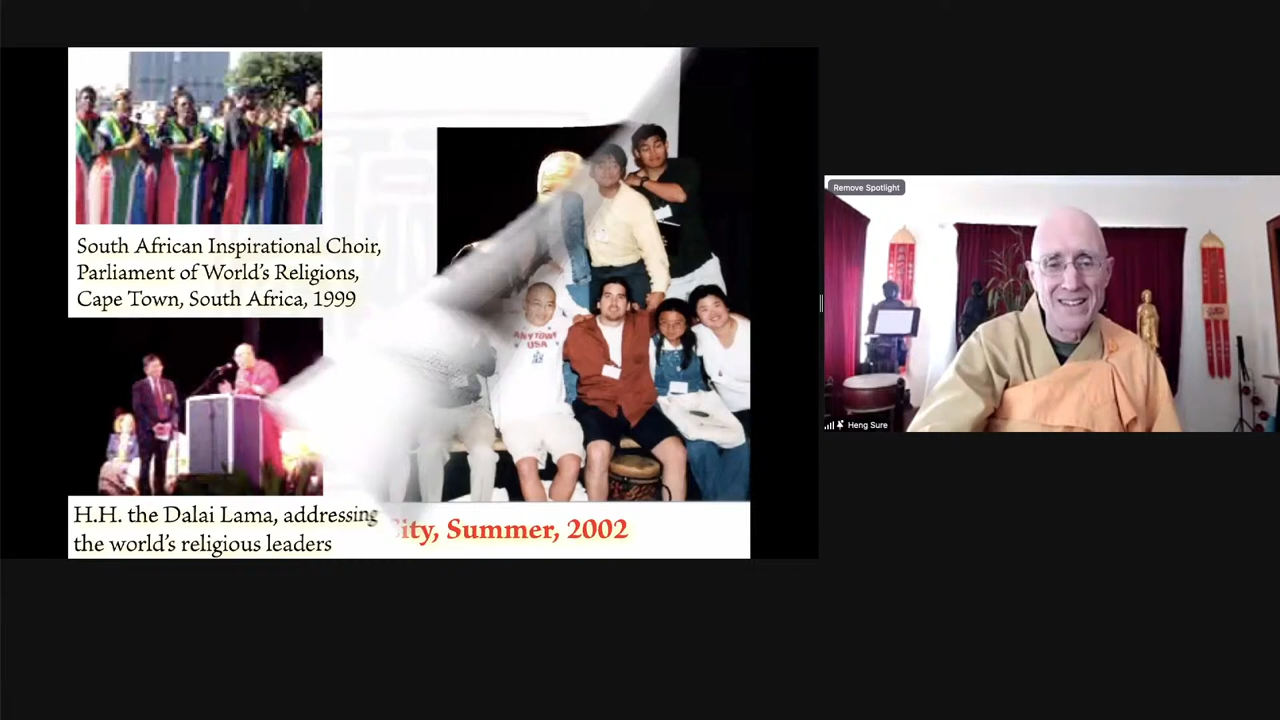 South African Inspirational Choir,
Parliament of World's Religions,
Cape Town, South Africa, 1999
H.H. the Dalai Lama, addressing
the world's religious leaders
ANYTOWN
USA
City, Summer, 2002
Remove Spotlight
Heng Sure